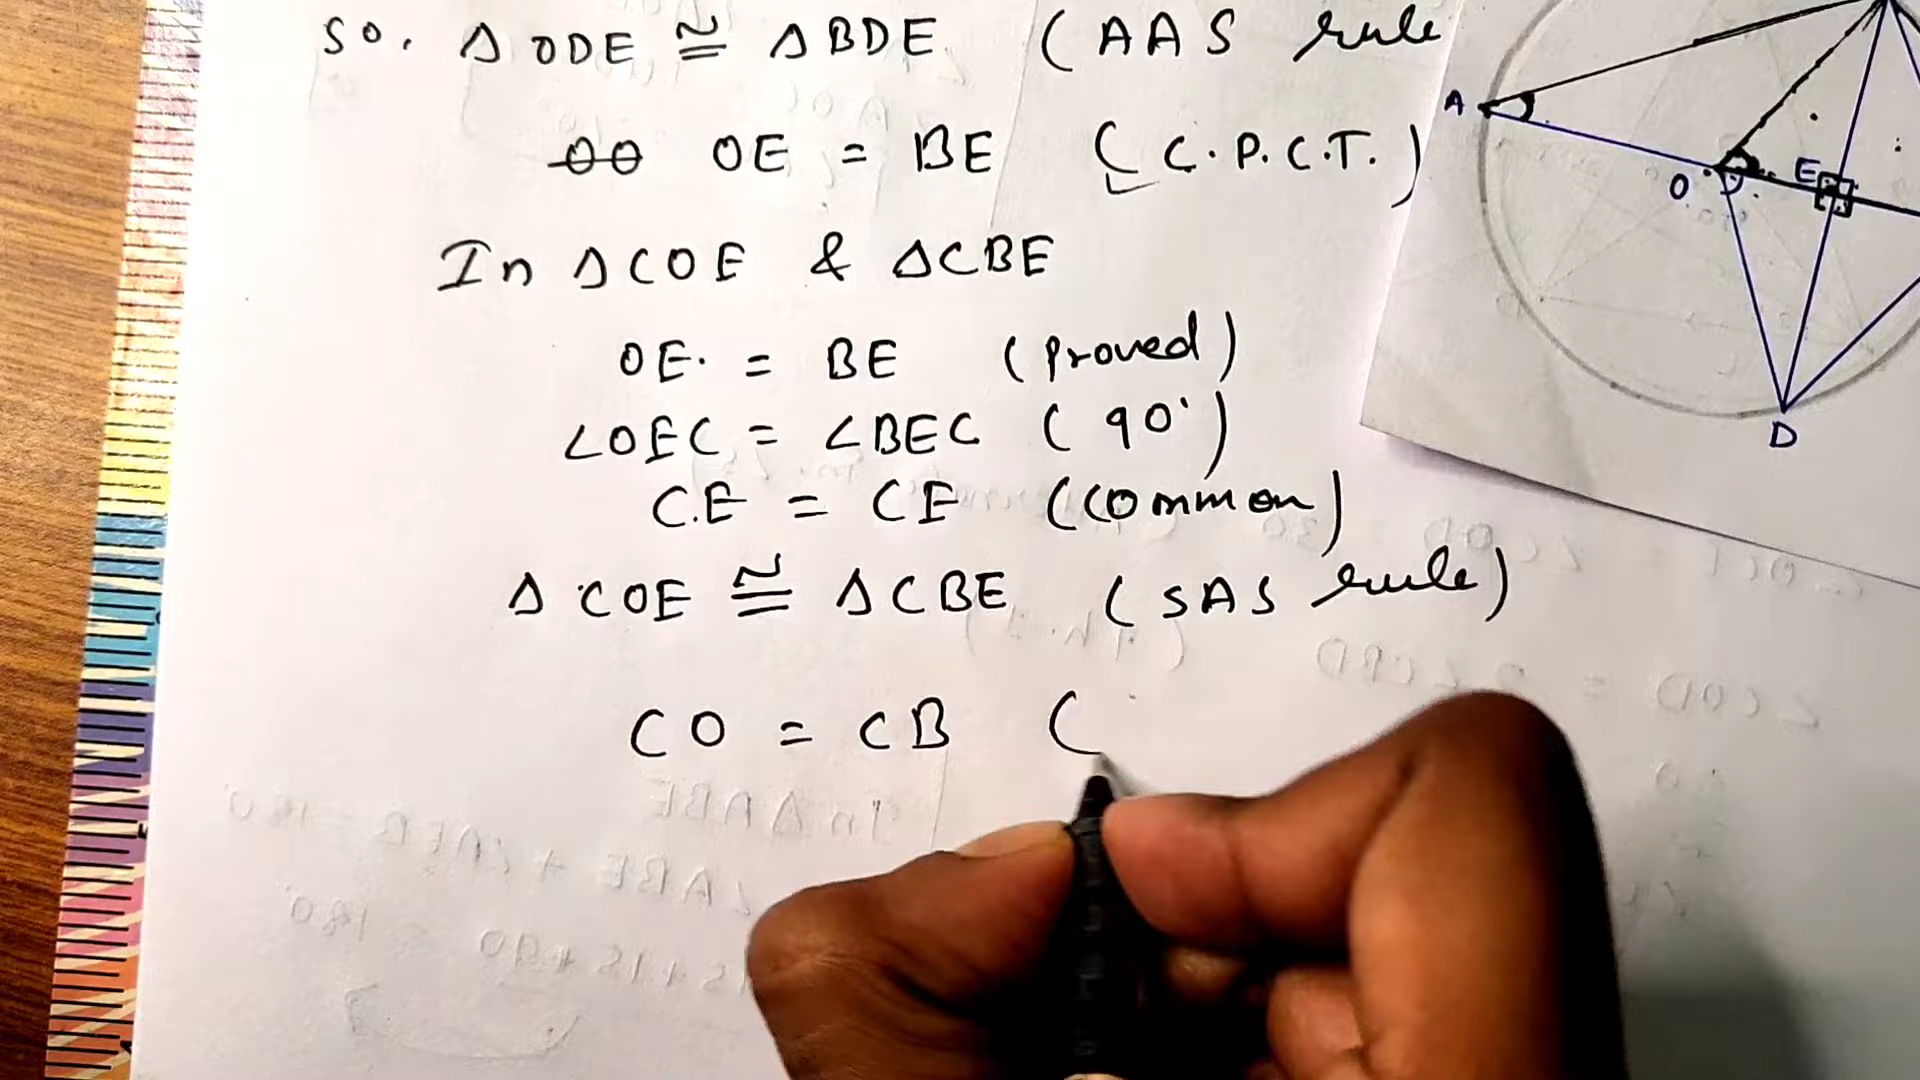 so. Δ ODE ≅ Δ BDE (AAS rule
OE = BE (C.P.C.T.)
In Δ COE & Δ CBE
OE. = BE (Proved)
∠OEC = ∠BEC (90°)
C.E = CE (common)
Δ COE ≅ Δ CBE (SAS rule)
CO = CB (
A
O
E
D